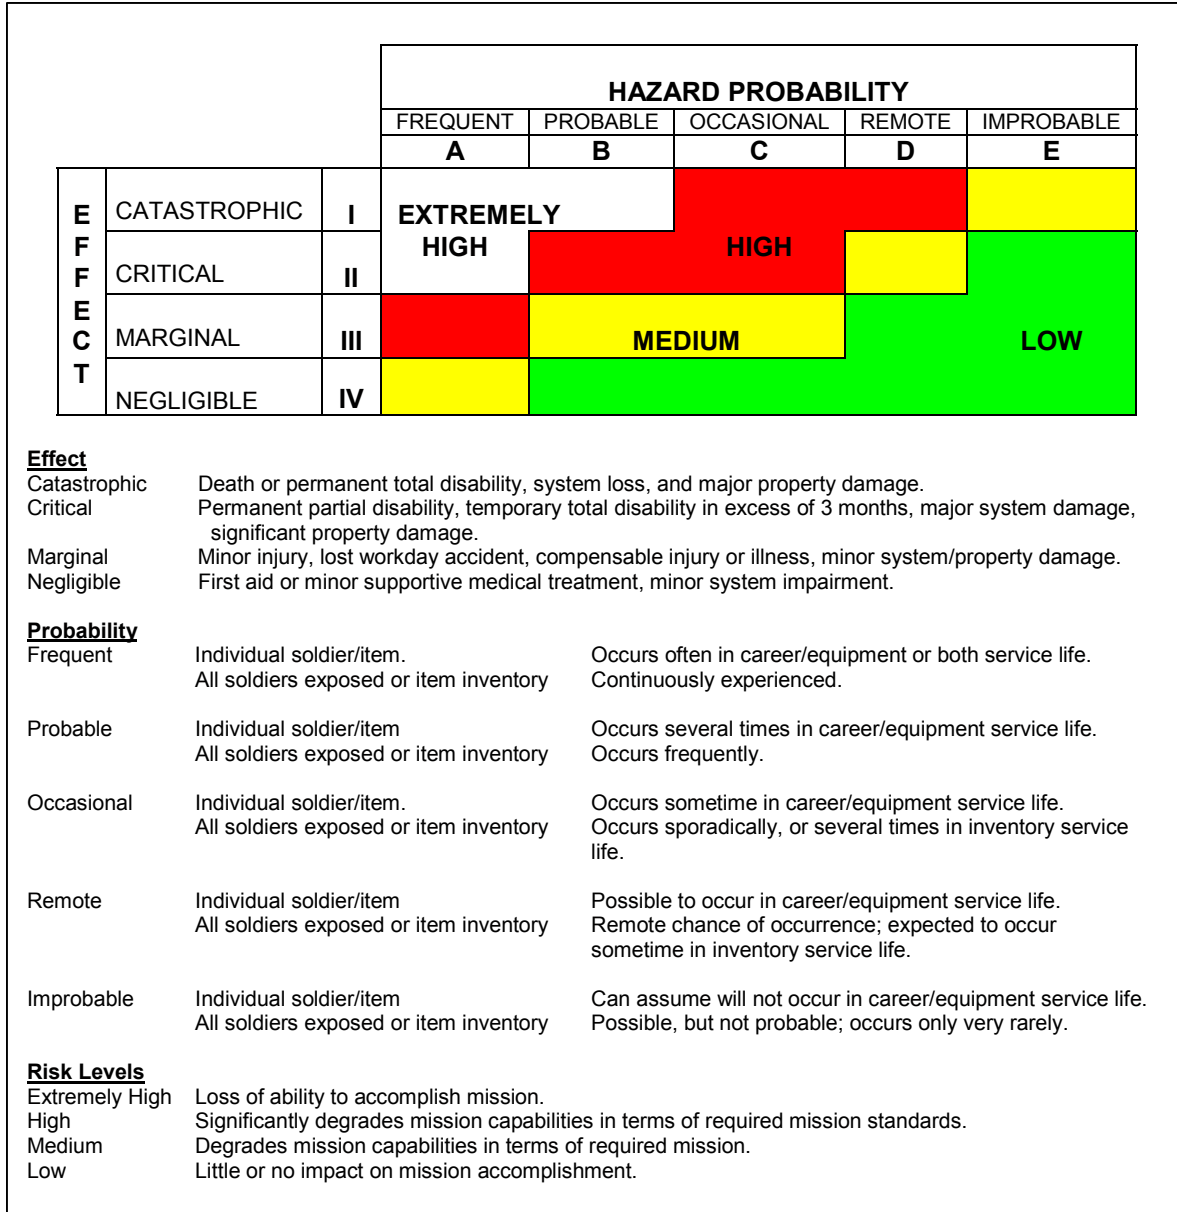 HAZARD PROBABILITY
FREQUENT PROBABLE OCCASIONAL REMOTE IMPROBABLE
A B C D E
EFFECT
CATASTROPHIC I EXTREMELY
HIGH HIGH
CRITICAL II
MARGINAL III MEDIUM LOW
NEGLIGIBLE IV
Effect
Catastrophic Death or permanent total disability, system loss, and major property damage.
Critical Permanent partial disability, temporary total disability in excess of 3 months, major system damage,
significant property damage.
Marginal Minor injury, lost workday accident, compensable injury or illness, minor system/property damage.
Negligible First aid or minor supportive medical treatment, minor system impairment.
Probability
Frequent Individual soldier/item. Occurs often in career/equipment or both service life.
All soldiers exposed or item inventory Continuously experienced.
Probable Individual soldier/item Occurs several times in career/equipment service life.
All soldiers exposed or item inventory Occurs frequently.
Occasional Individual soldier/item. Occurs sometime in career/equipment service life.
All soldiers exposed or item inventory Occurs sporadically, or several times in inventory service
life.
Remote Individual soldier/item Possible to occur in career/equipment service life.
All soldiers exposed or item inventory Remote chance of occurrence; expected to occur
sometime in inventory service life.
Improbable Individual soldier/item Can assume will not occur in career/equipment service life.
All soldiers exposed or item inventory Possible, but not probable; occurs only very rarely.
Risk Levels
Extremely High Loss of ability to accomplish mission.
High Significantly degrades mission capabilities in terms of required mission standards.
Medium Degrades mission capabilities in terms of required mission.
Low Little or no impact on mission accomplishment.